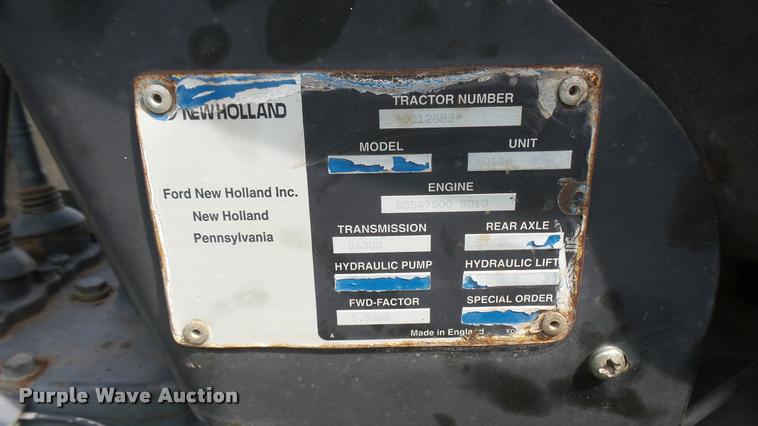 NEW HOLLAND
Ford New Holland Inc.
New Holland
Pennsylvania
TRACTOR NUMBER
MODEL
UNIT
ENGINE
TRANSMISSION
REAR AXLE
HYDRAULIC PUMP
HYDRAULIC LIFT
FWD-FACTOR
SPECIAL ORDER
A
Made in England
FO
Purple Wave Auction®